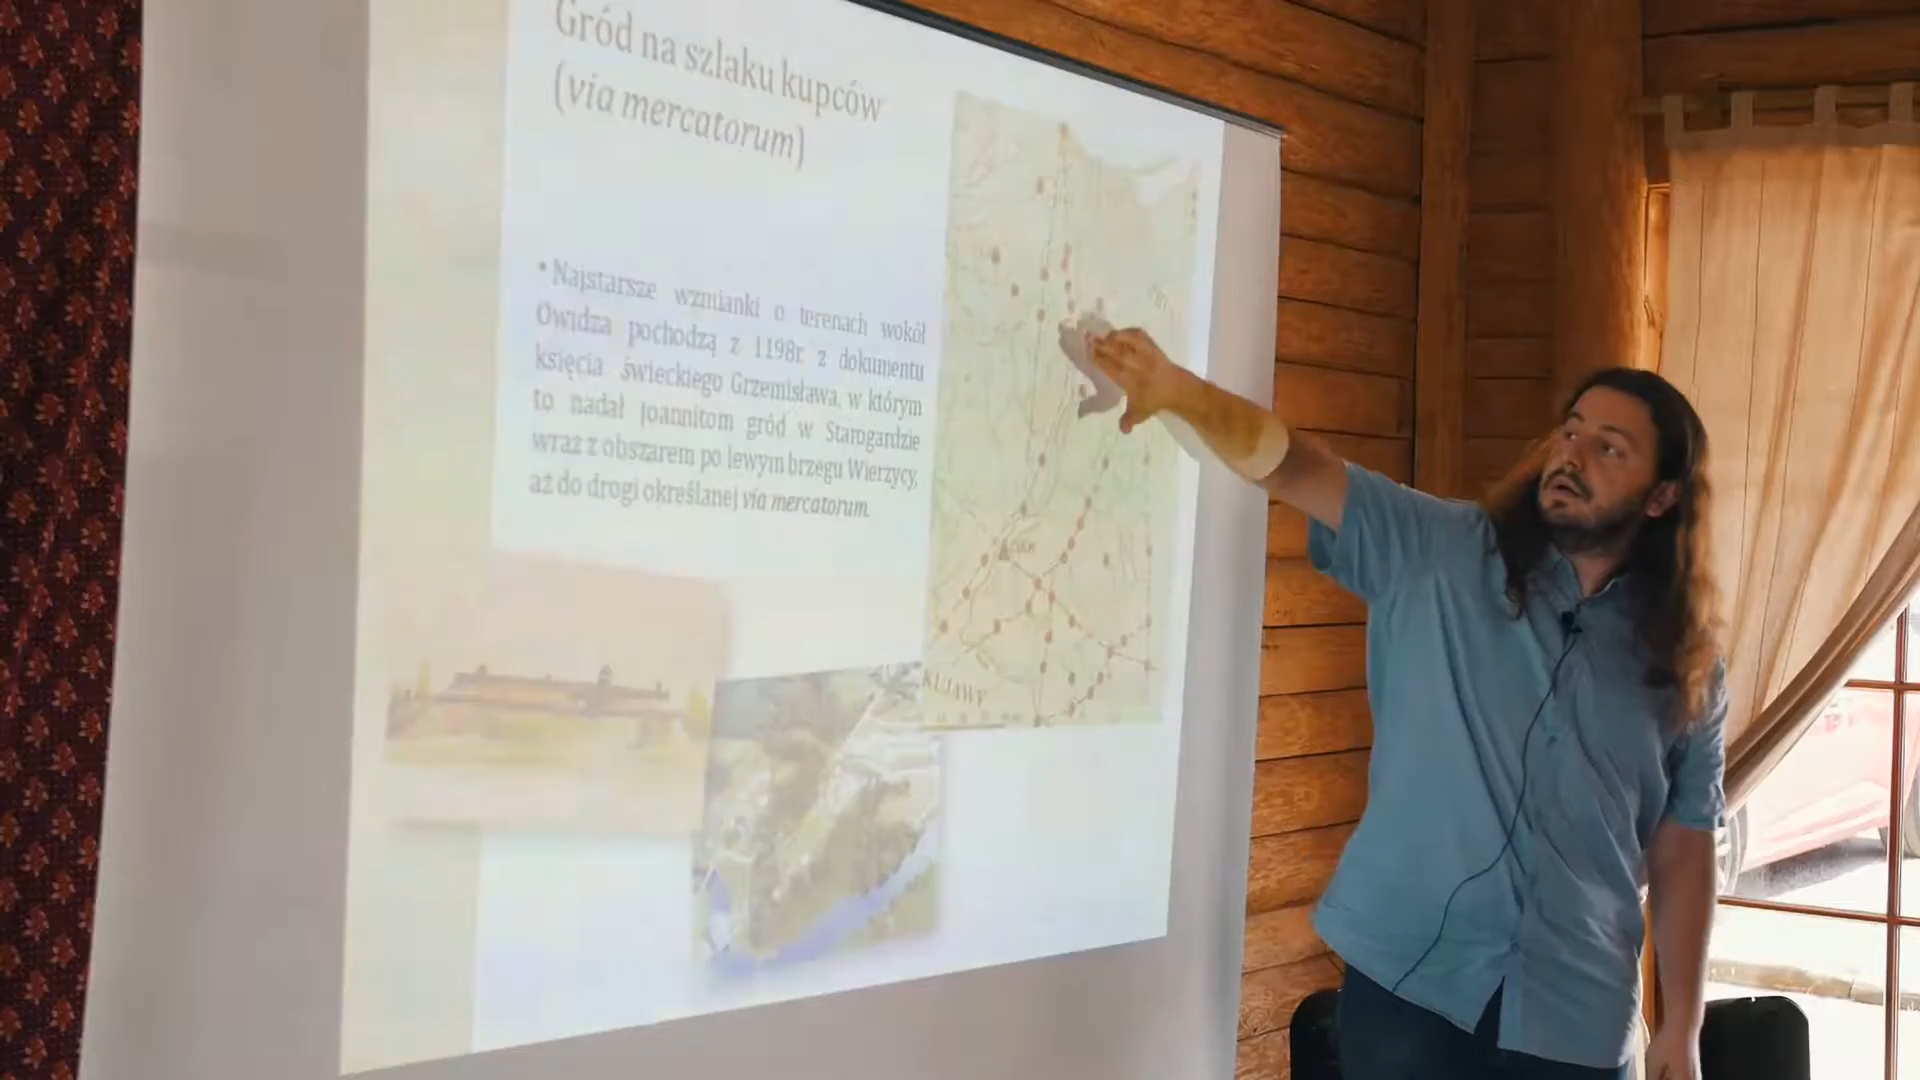 Gród na szlaku kupców
(via mercatorum)
• Najstarsze wzmianki o terenach wokół
Owidza pochodzą z 1198r. z dokumentu
księcia świeckiego Grzemisława, w którym
to nadał joannitom gród w Starogardzie
wraz z obszarem po lewym brzegu Wierzycy,
aż do drogi określanej via mercatorum.
KUJAWY